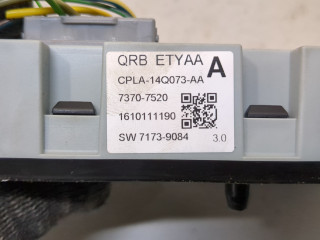 QRB ETYAA A
CPLA-14Q073-AA
7370-7520
1610111190
SW 7173-9084 3.0